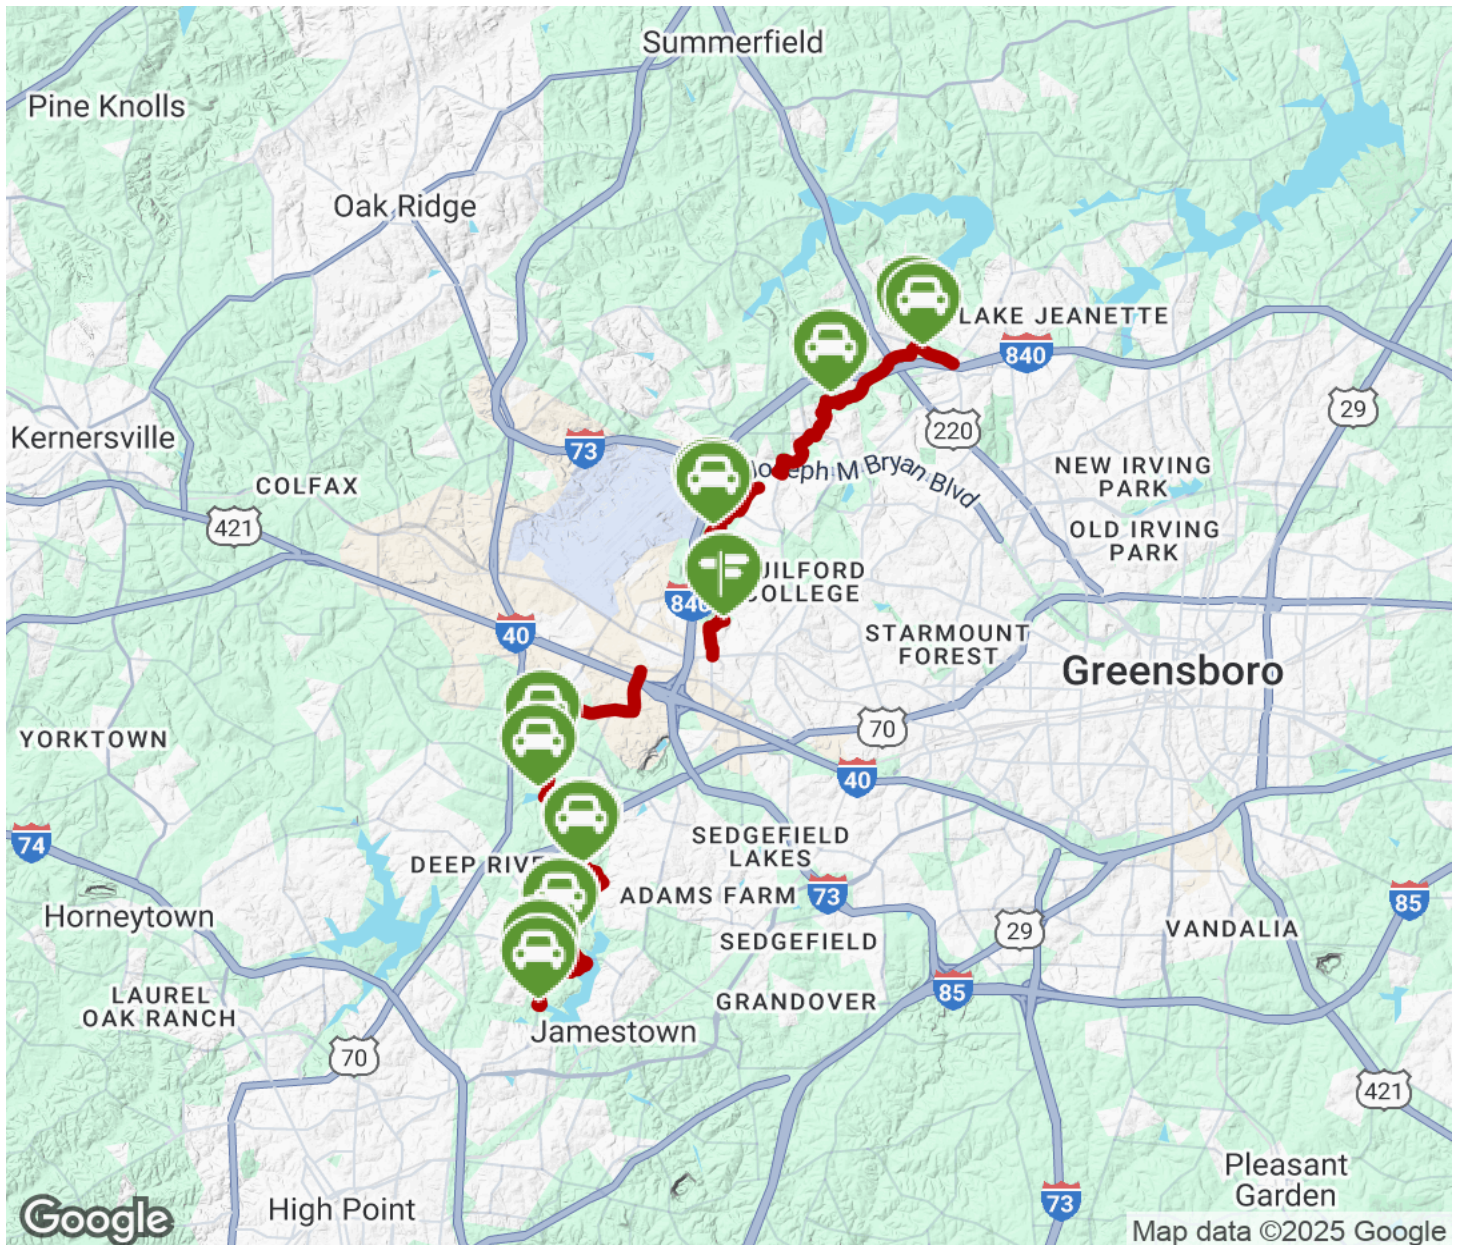 Summerfield
Pine Knolls
Oak Ridge
LAKE JEANETTE
840
29
220
Kernersville
73
Joseph M Bryan Blvd
NEW IRVING
PARK
COLFAX
421
OLD IRVING
PARK
UILFORD
OLLEGE
840
40
STARMOUNT
FOREST
Greensboro
70
YORKTOWN
40
74
SEDGEFIELD
LAKES
DEEP RIVE
ADAMS FARM
73
85
Horneytown
29
VANDALIA
SEDGEFIELD
85
LAUREL
OAK RANCH
GRANDOVER
Jamestown
70
421
Pleasant
Garden
73
High Point
Google
Map data ©2025 Google